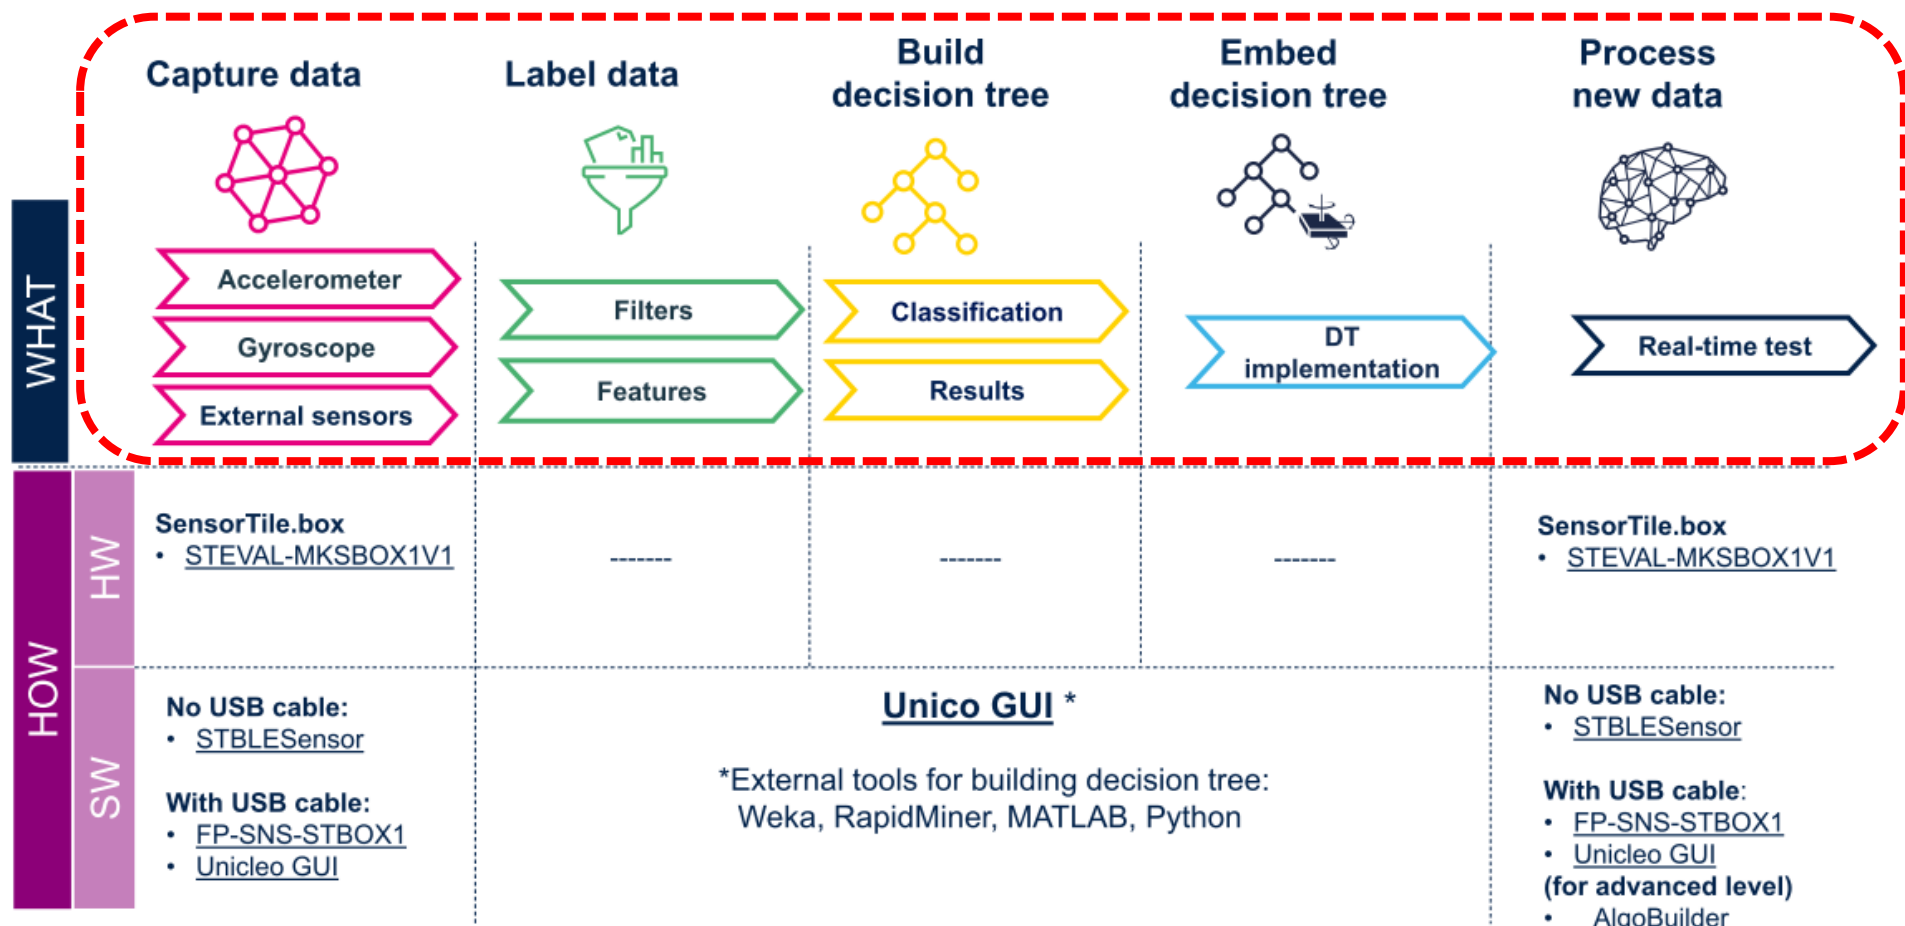 Capture data
Label data
Build
decision tree
Embed
decision tree
Process
new data
WHAT
Accelerometer
Gyroscope
External sensors
Filters
Features
Classification
Results
DT
implementation
Real-time test
HOW
HW
SensorTile.box
• STEVAL-MKSBOX1V1
-------
-------
-------
SensorTile.box
• STEVAL-MKSBOX1V1
SW
No USB cable:
• STBLESensor
With USB cable:
• FP-SNS-STBOX1
• Unicleo GUI
Unico GUI *
*External tools for building decision tree:
Weka, RapidMiner, MATLAB, Python
No USB cable:
• STBLESensor
With USB cable:
• FP-SNS-STBOX1
• Unicleo GUI
(for advanced level)
• AlgoBuilder